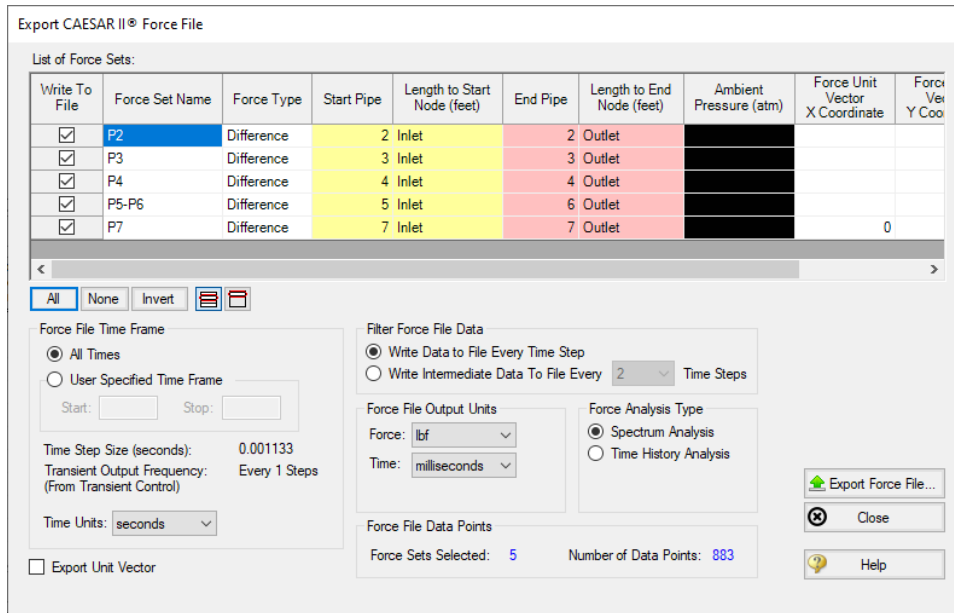 Export CAESAR II® Force File
List of Force Sets:
Write To File Force Set Name Force Type Start Pipe Length to Start Node (feet) End Pipe Length to End Node (feet) Ambient Pressure (atm) Force Unit Vector X Coordinate Force Vec Y Coor
P2 Difference 2 Inlet 2 Outlet
P3 Difference 3 Inlet 3 Outlet
P4 Difference 4 Inlet 4 Outlet
P5-P6 Difference 5 Inlet 6 Outlet
P7 Difference 7 Inlet 7 Outlet 0
All None Invert
Force File Time Frame
All Times
User Specified Time Frame
Start: Stop:
Time Step Size (seconds): 0.001133
Transient Output Frequency: Every 1 Steps
(From Transient Control)
Time Units: seconds
Export Unit Vector
Filter Force File Data
Write Data to File Every Time Step
Write Intermediate Data To File Every 2 Time Steps
Force File Output Units
Force: lbf
Time: milliseconds
Force Analysis Type
Spectrum Analysis
Time History Analysis
Force File Data Points
Force Sets Selected: 5 Number of Data Points: 883
Export Force File...
Close
Help